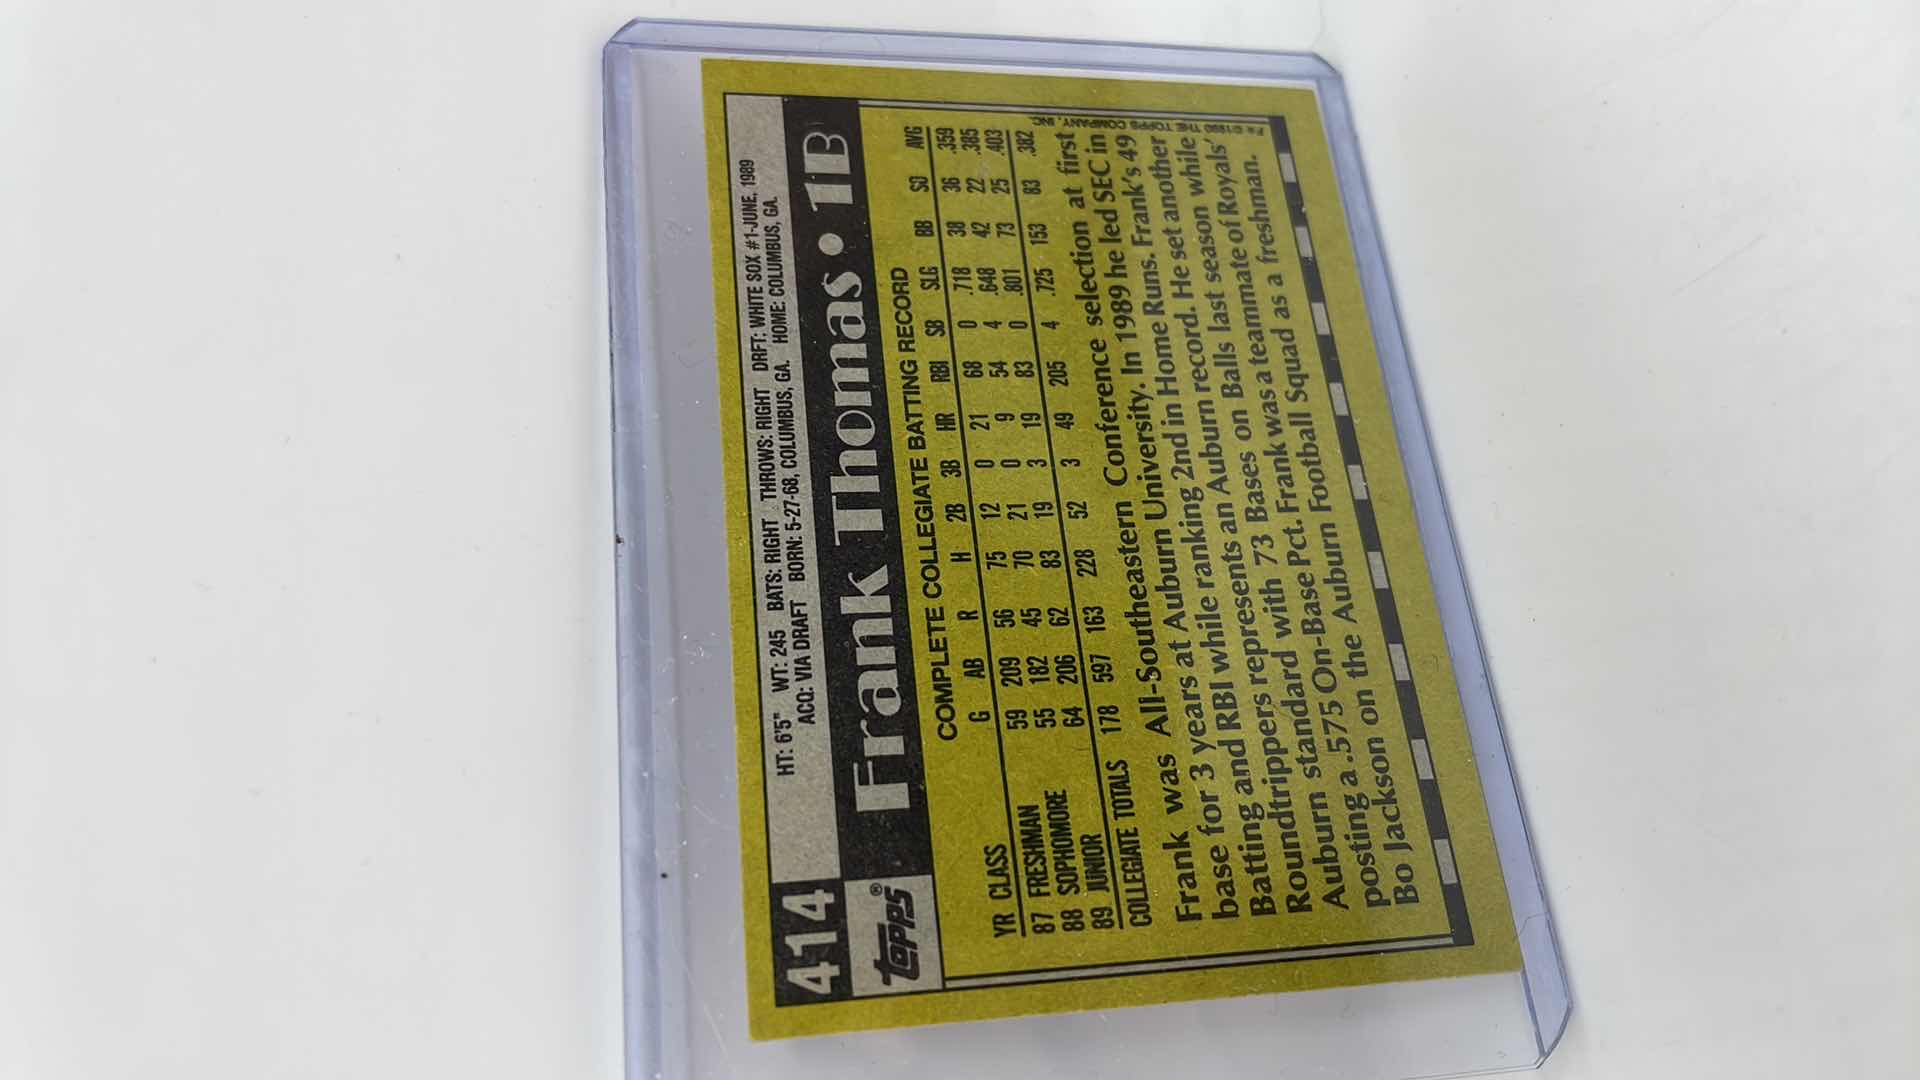 414 HT: 6'5" WT: 245 BATS: RIGHT THROWS: RIGHT DRFT: WHITE SOX #1-JUNE, 1989
ACQ: VIA DRAFT BORN: 5-27-68, COLUMBUS, GA. HOME: COLUMBUS, GA.
TOPPS® Frank Thomas • 1B
COMPLETE COLLEGIATE BATTING RECORD
YR CLASS G AB R H 2B 3B HR RBI SB SLG BB SO AVG
87 FRESHMAN 59 209 56 75 12 0 21 68 0 .718 38 36 .359
88 SOPHOMORE 55 182 45 70 21 0 9 54 4 .648 42 22 .385
89 JUNIOR 64 206 62 83 19 3 19 83 0 .801 73 25 .403
COLLEGIATE TOTALS 178 597 163 228 52 3 49 205 4 .725 153 83 .382
Frank was All-Southeastern Conference selection at first
base for 3 years at Auburn University. In 1989 he led SEC in
Batting and RBI while ranking 2nd in Home Runs. Frank's 49
Roundtrippers represents an Auburn record. He set another
Auburn standard with 73 Bases on Balls last season while
posting a .575 On-Base Pct. Frank was a teammate of Royals'
Bo Jackson on the Auburn Football Squad as a freshman.
©1990 THE TOPPS COMPANY, INC.